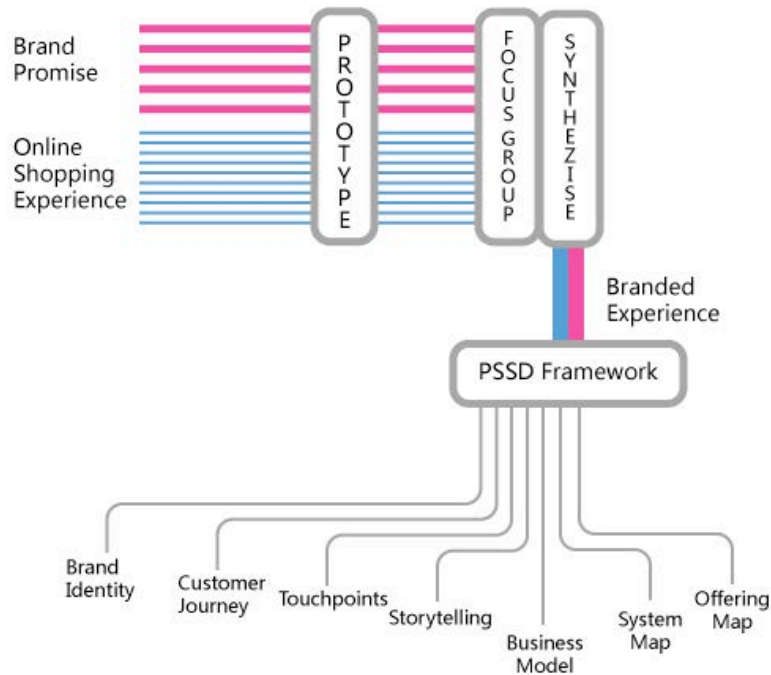 Brand
Promise
Online
Shopping
Experience
PROTOTYPE
FOCUS GROUP
SYNTHEZISE
Branded
Experience
PSSD Framework
Brand
Identity
Customer
Journey
Touchpoints
Storytelling
Business
Model
System
Map
Offering
Map